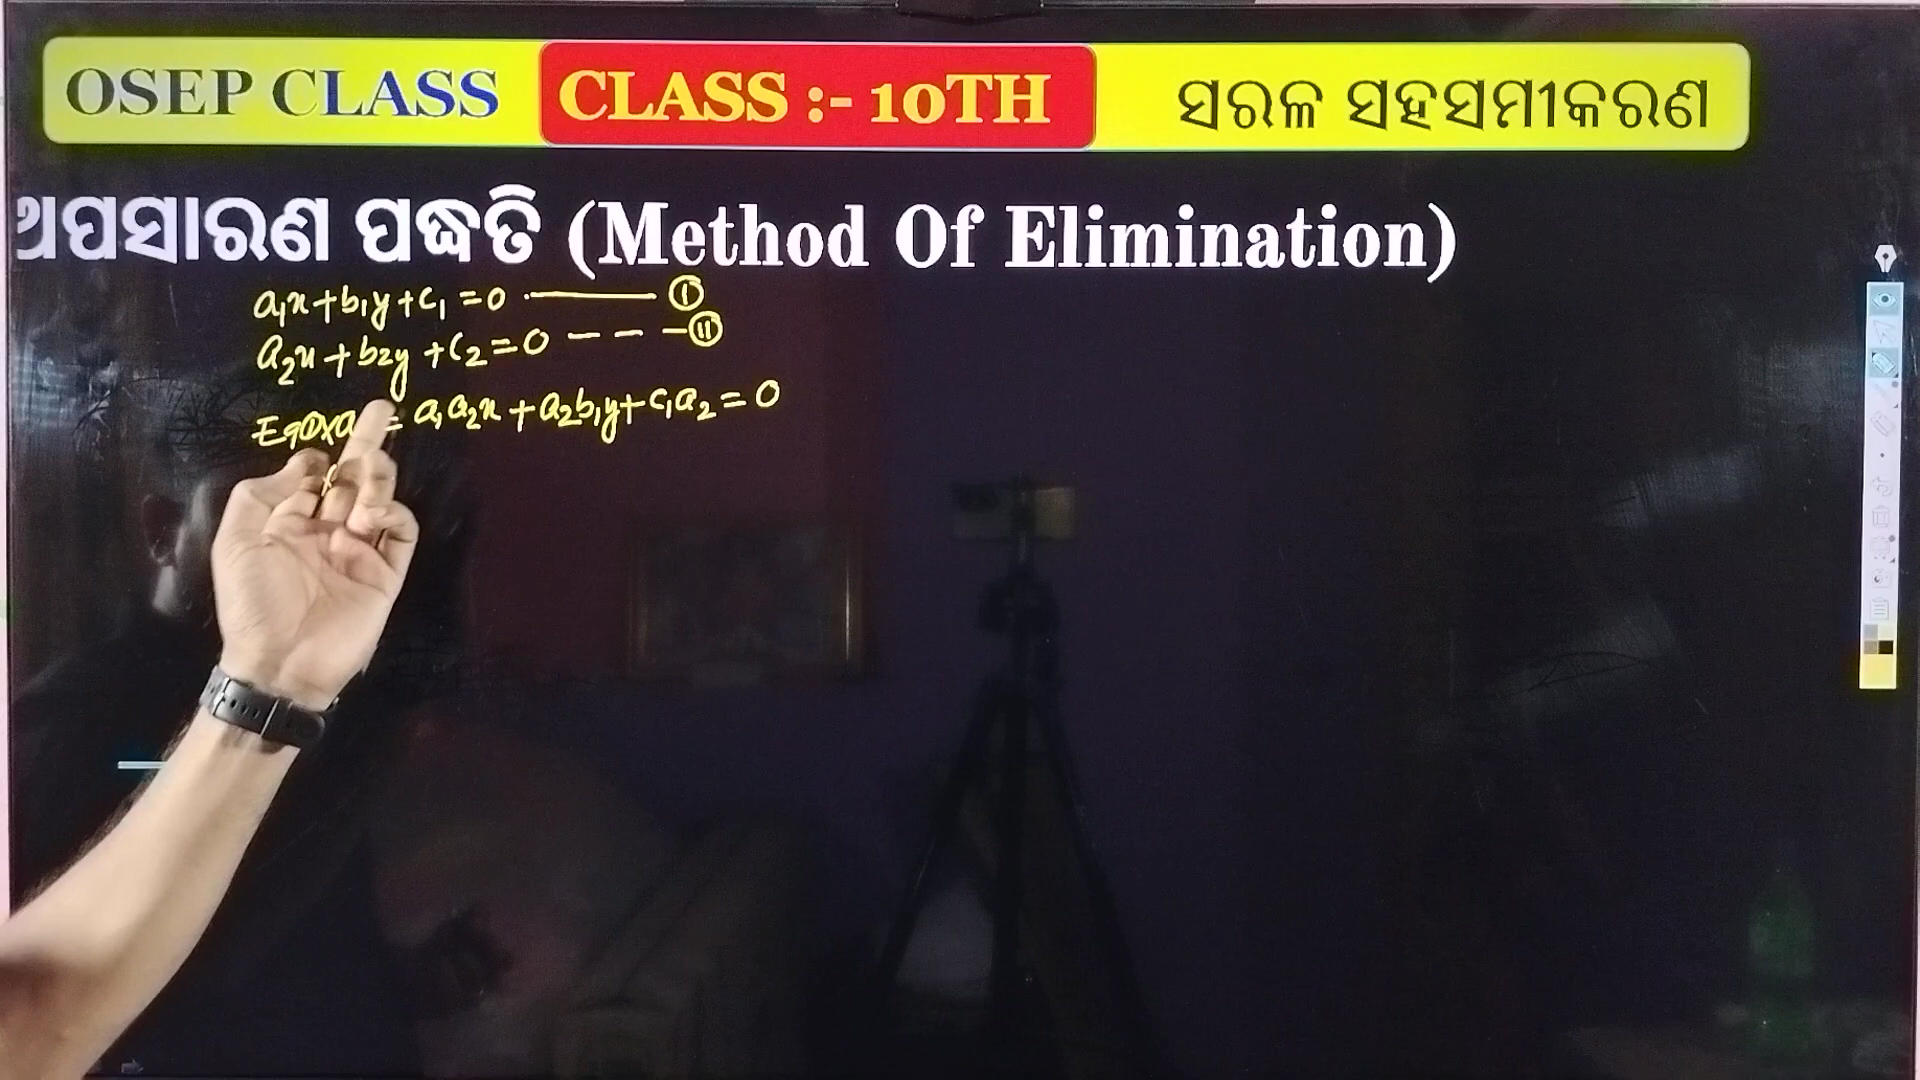 OSEP CLASS CLASS :- 10TH ସରଳ ସହସମୀକରଣ
ଅପସାରଣ ପଦ୍ଧତି (Method Of Elimination)
a₁x+b₁y+c₁=0 ——— ①
a₂x+b₂y+c₂=0 – – – ⑪
Eq①xa = a₁a₂x+a₂b₁y+c₁a₂=0